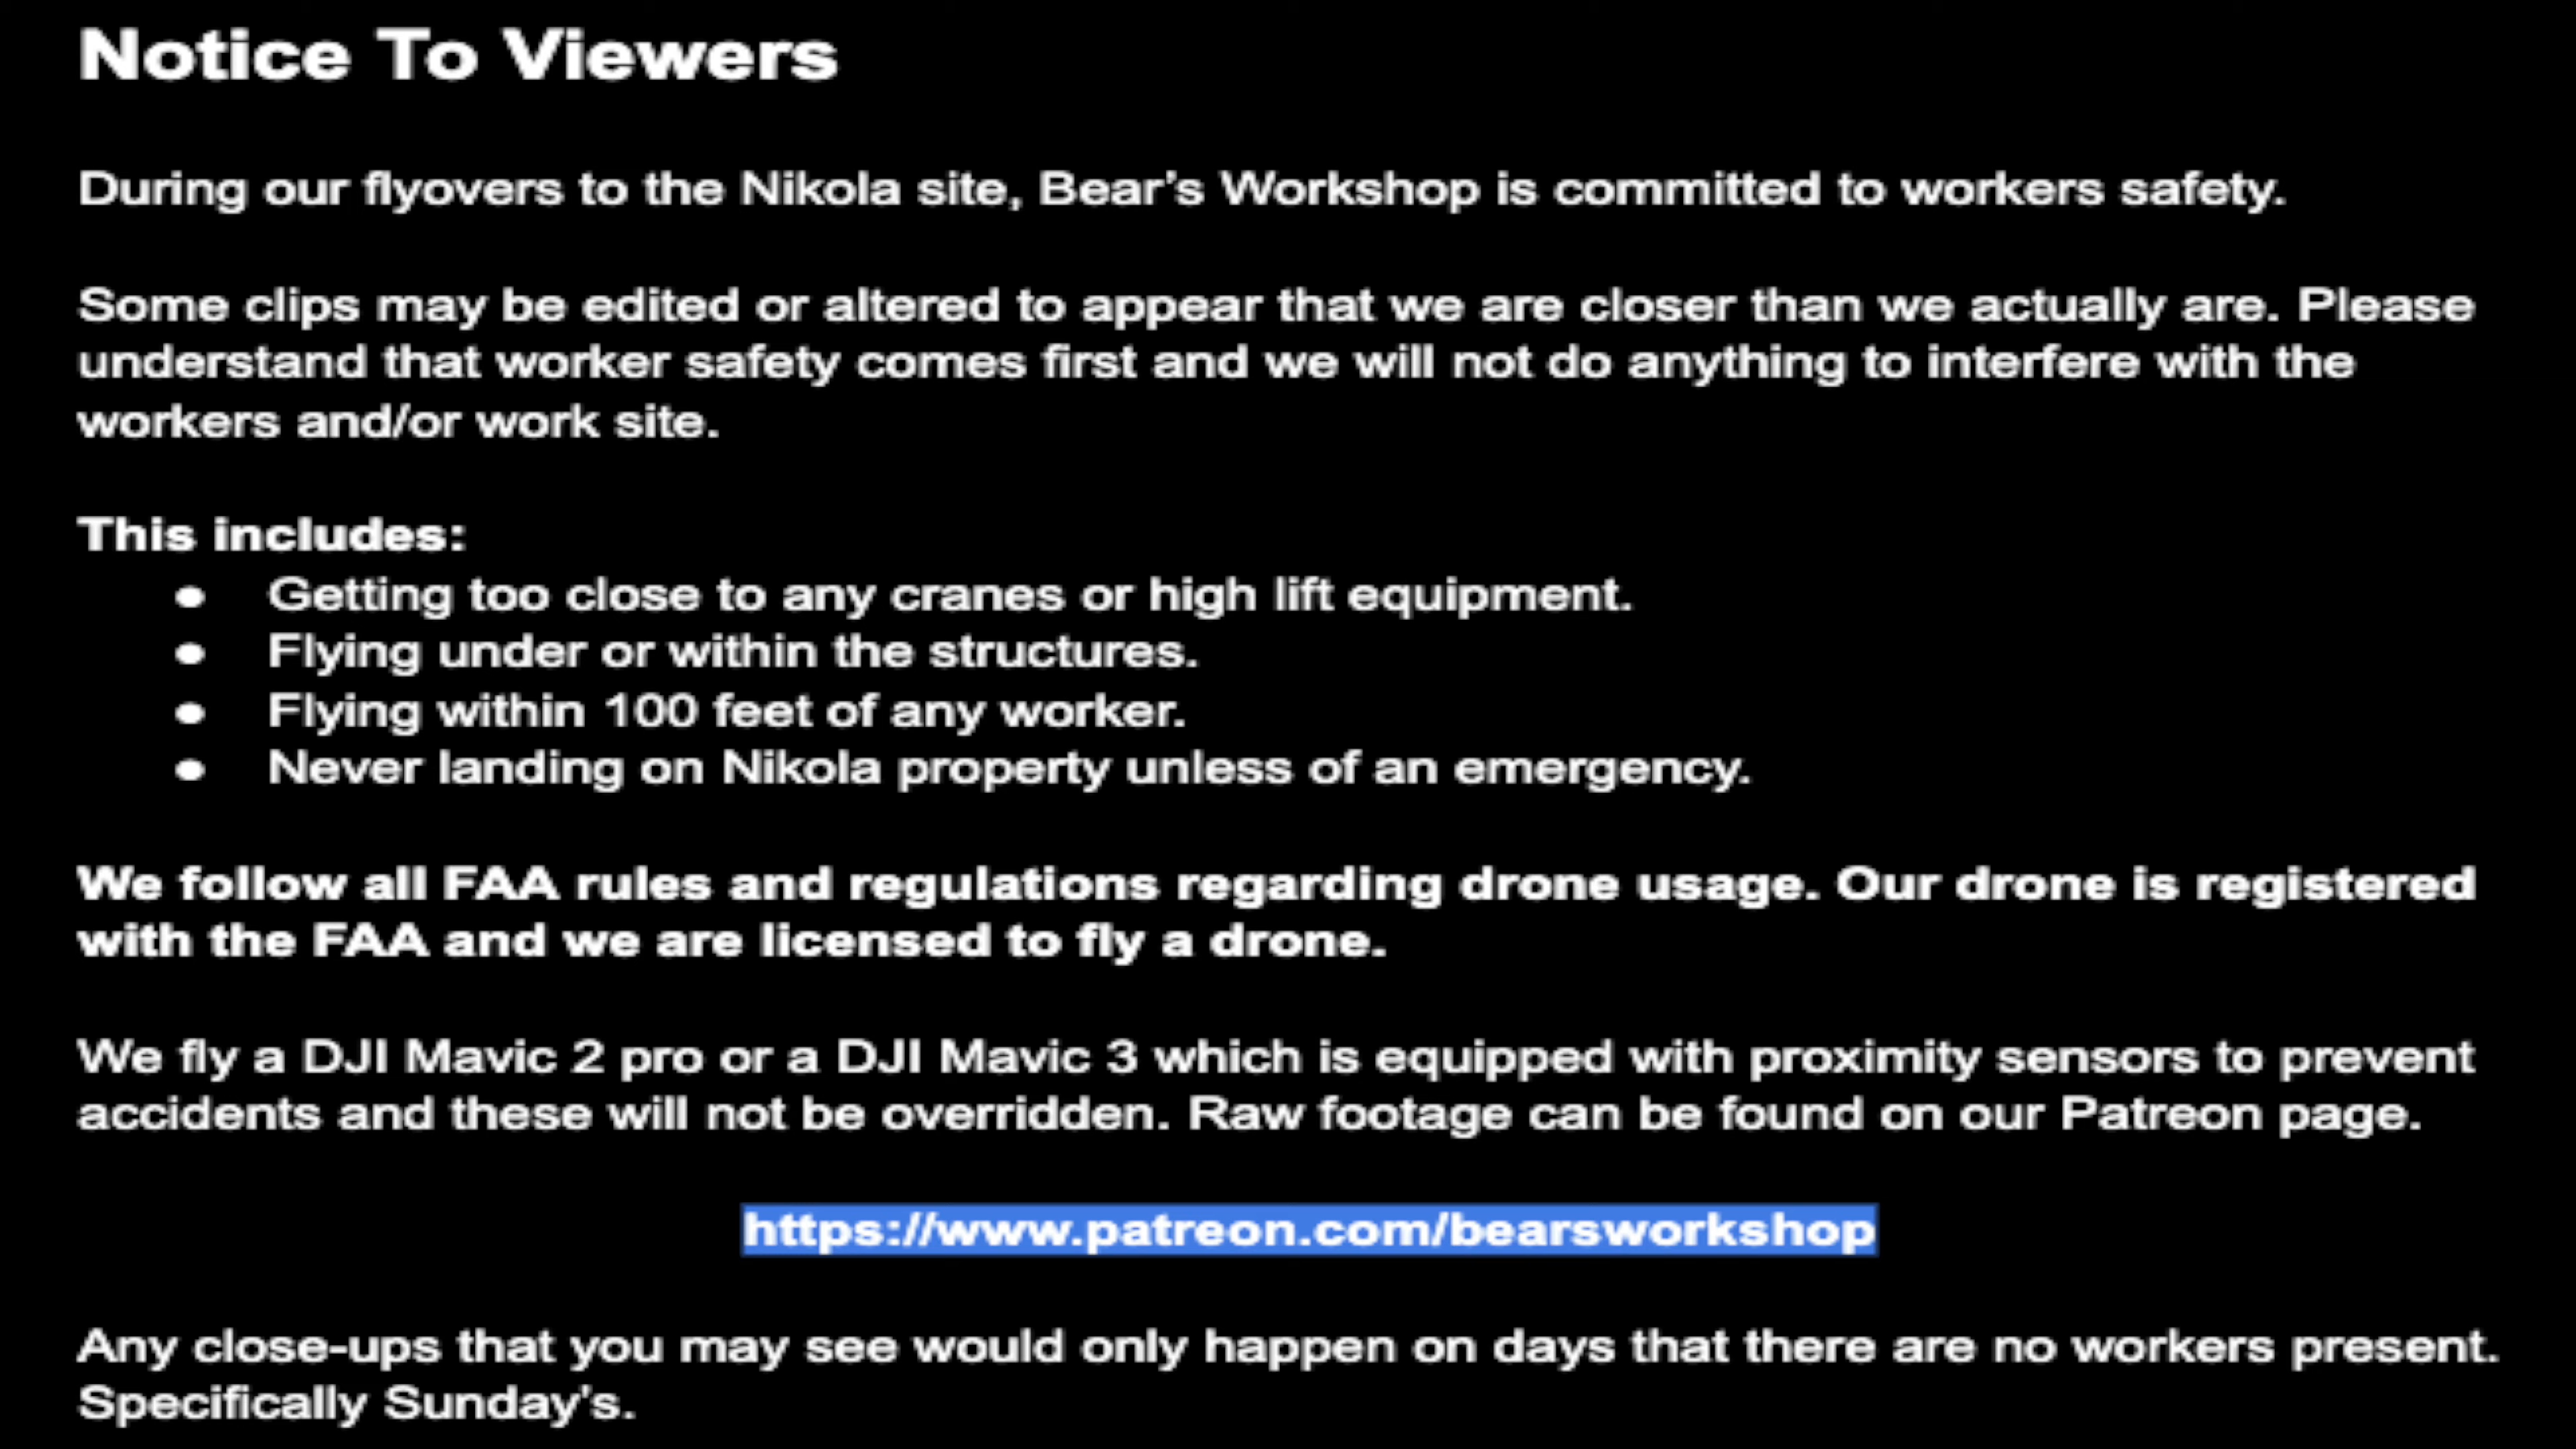 Notice To Viewers
During our flyovers to the Nikola site, Bear's Workshop is committed to workers safety.
Some clips may be edited or altered to appear that we are closer than we actually are. Please
understand that worker safety comes first and we will not do anything to interfere with the
workers and/or work site.
This includes:
● Getting too close to any cranes or high lift equipment.
● Flying under or within the structures.
● Flying within 100 feet of any worker.
● Never landing on Nikola property unless of an emergency.
We follow all FAA rules and regulations regarding drone usage. Our drone is registered
with the FAA and we are licensed to fly a drone.
We fly a DJI Mavic 2 pro or a DJI Mavic 3 which is equipped with proximity sensors to prevent
accidents and these will not be overridden. Raw footage can be found on our Patreon page.
https://www.patreon.com/bearsworkshop
Any close-ups that you may see would only happen on days that there are no workers present.
Specifically Sunday's.